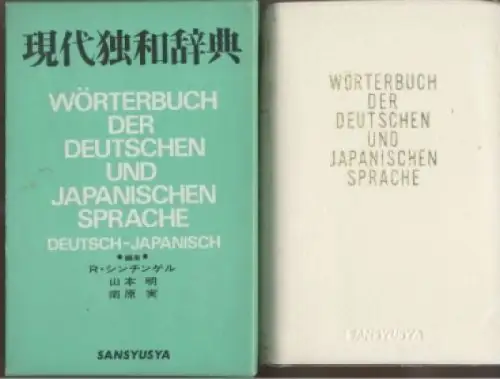 現代独和辞典
WÖRTERBUCH
DER
DEUTSCHEN
UND
JAPANISCHEN
SPRACHE
DEUTSCH-JAPANISCH
●編者●
R・シンチンゲル
山本 明
南原 実
SANSYUSYA
WÖRTERBUCH
DER
DEUTSCHEN
UND
JAPANISCHEN
SPRACHE
SANSYUSYA